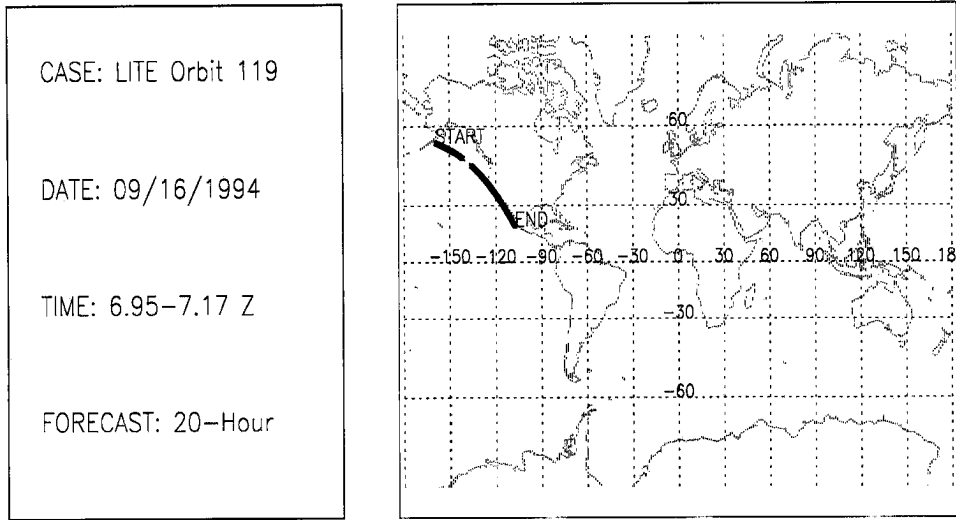 CASE: LITE Orbit 119
DATE: 09/16/1994
TIME: 6.95-7.17 Z
FORECAST: 20-Hour
60
START
30
END
-150 -120 -90 -60 -30 0 30 60 90 120 150 18
-30
-60